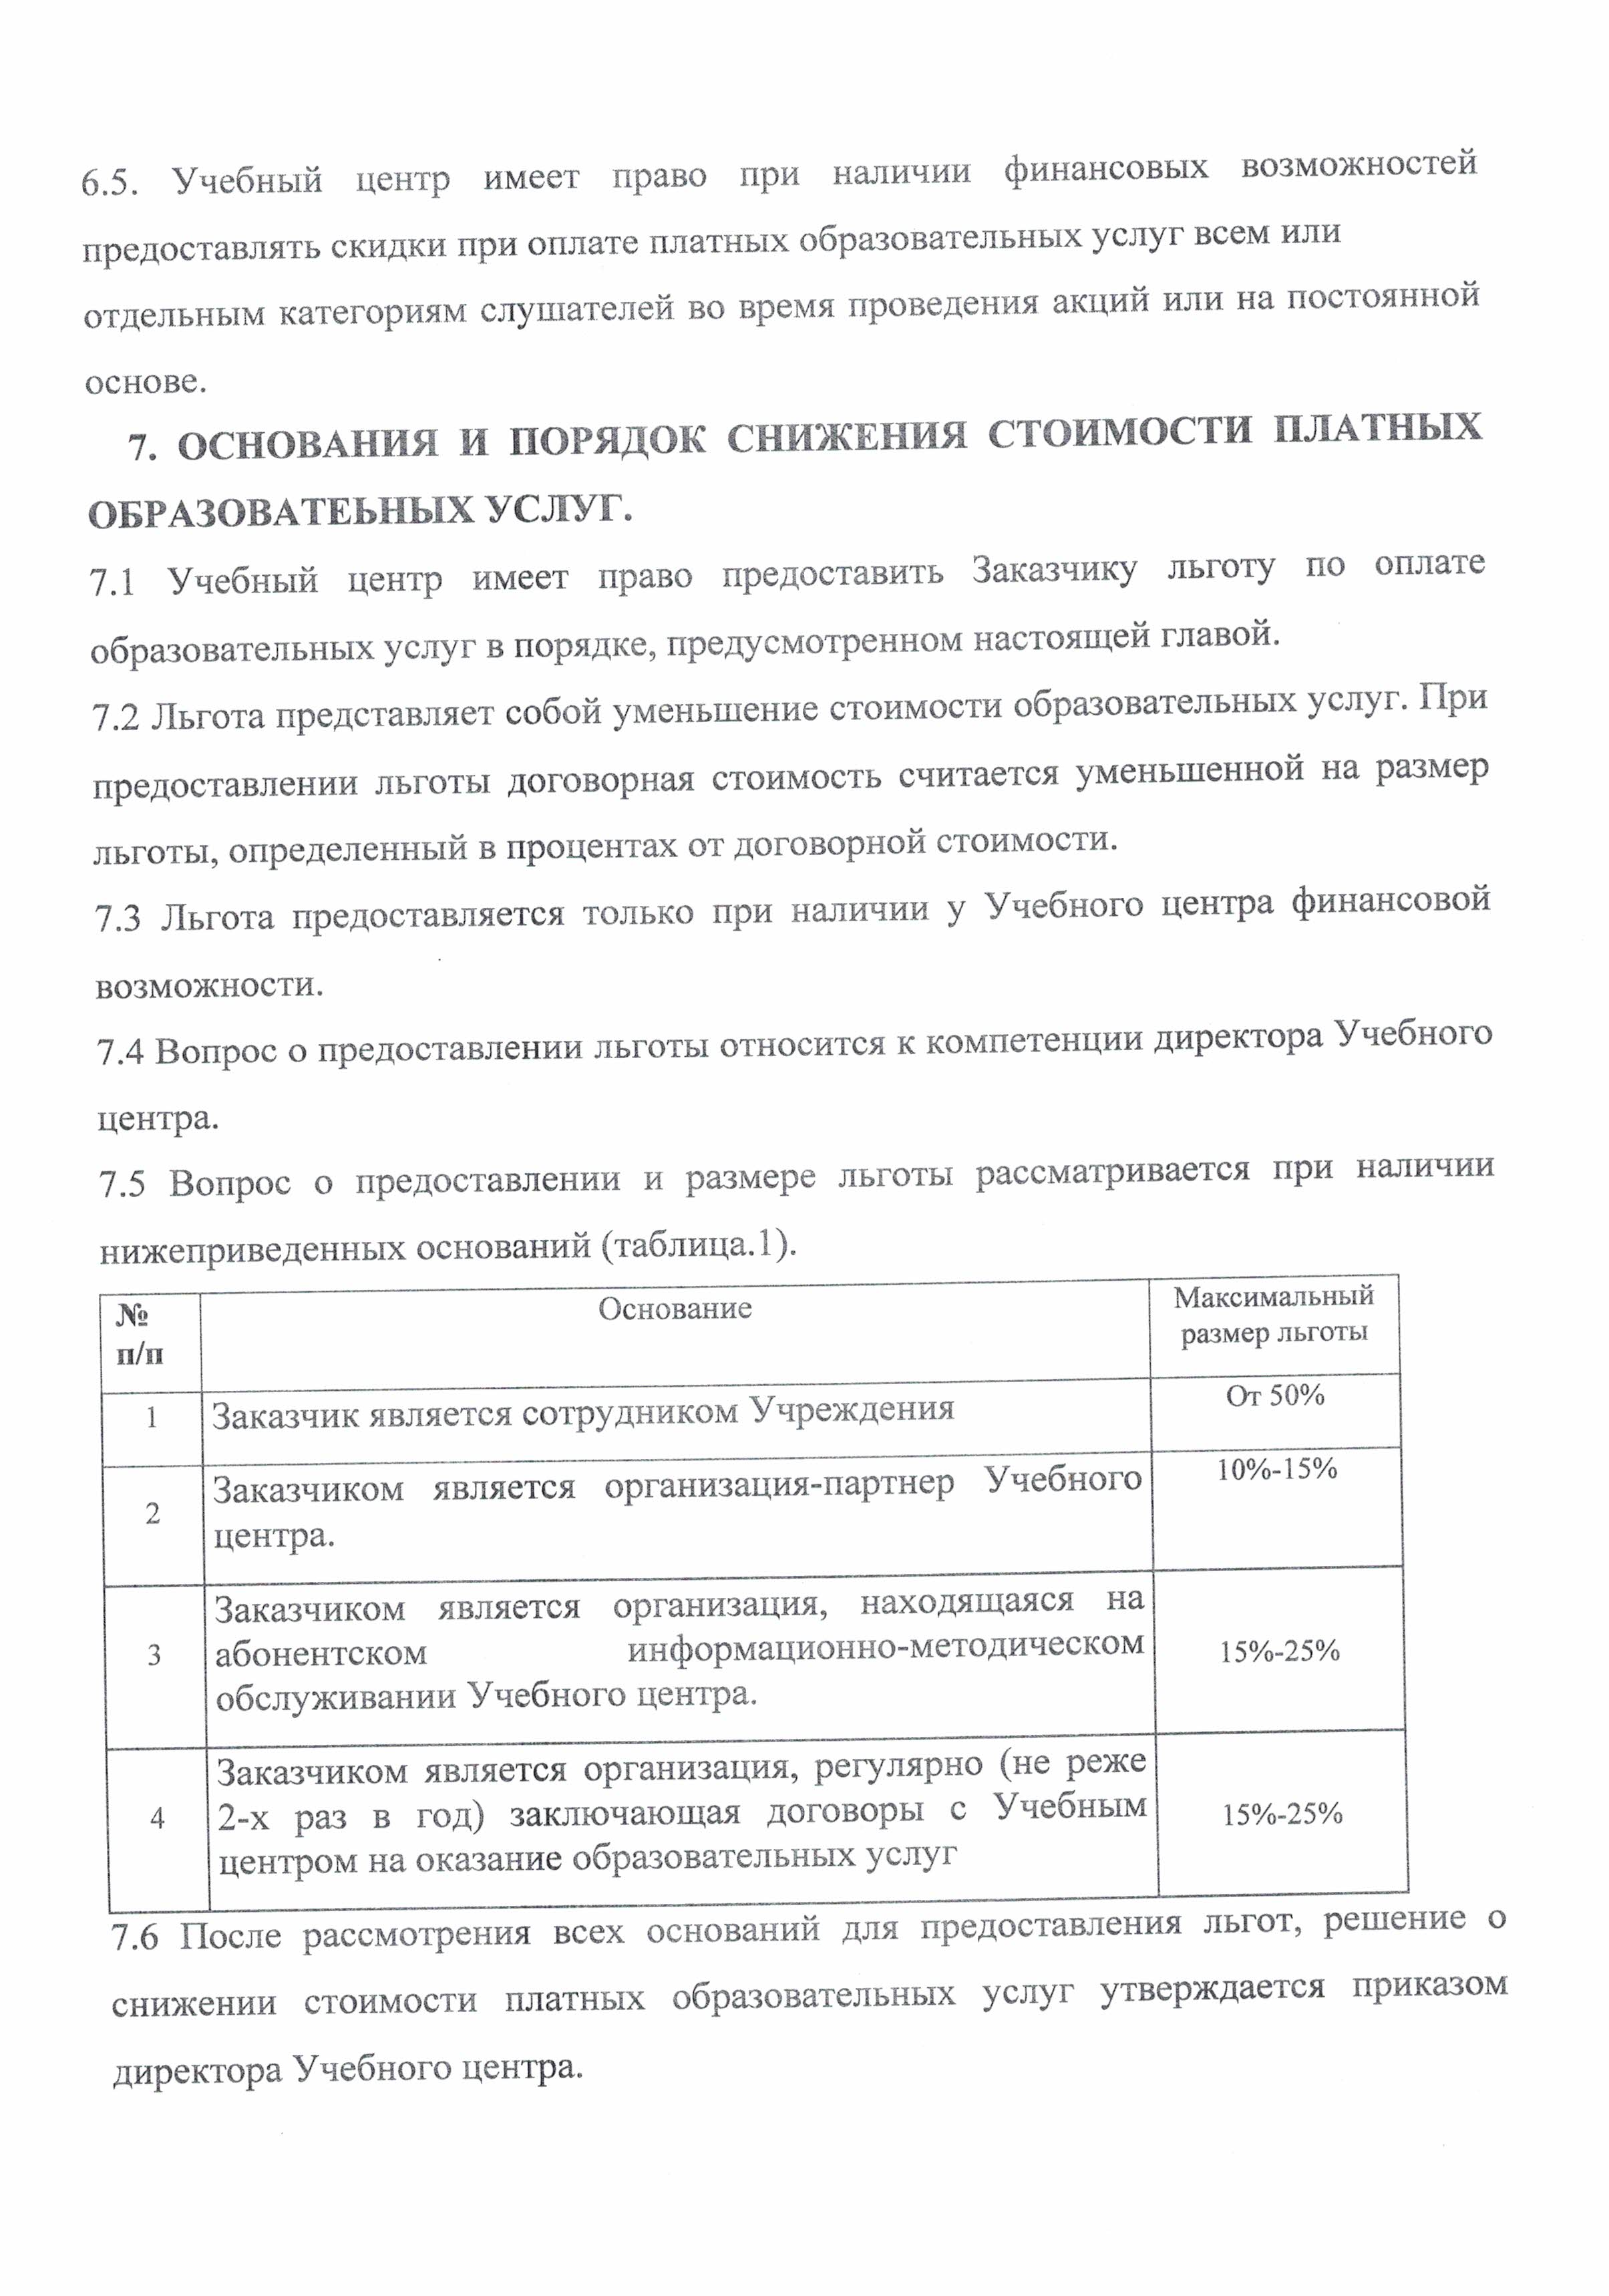 6.5. Учебный центр имеет право при наличии финансовых возможностей
предоставлять скидки при оплате платных образовательных услуг всем или
отдельным категориям слушателей во время проведения акций или на постоянной
основе.
7. ОСНОВАНИЯ И ПОРЯДОК СНИЖЕНИЯ СТОИМОСТИ ПЛАТНЫХ
ОБРАЗОВАТЕЬНЫХ УСЛУГ.
7.1 Учебный центр имеет право предоставить Заказчику льготу по оплате
образовательных услуг в порядке, предусмотренном настоящей главой.
7.2 Льгота представляет собой уменьшение стоимости образовательных услуг. При
предоставлении льготы договорная стоимость считается уменьшенной на размер
льготы, определенный в процентах от договорной стоимости.
7.3 Льгота предоставляется только при наличии у Учебного центра финансовой
возможности.
7.4 Вопрос о предоставлении льготы относится к компетенции директора Учебного
центра.
7.5 Вопрос о предоставлении и размере льготы рассматривается при наличии
нижеприведенных оснований (таблица.1).
№
п/п
Основание
Максимальный
размер льготы
1
Заказчик является сотрудником Учреждения
От 50%
2
Заказчиком является организация-партнер Учебного
центра.
10%-15%
3
Заказчиком является организация, находящаяся на
абонентском информационно-методическом
обслуживании Учебного центра.
15%-25%
4
Заказчиком является организация, регулярно (не реже
2-х раз в год) заключающая договоры с Учебным
центром на оказание образовательных услуг
15%-25%
7.6 После рассмотрения всех оснований для предоставления льгот, решение о
снижении стоимости платных образовательных услуг утверждается приказом
директора Учебного центра.